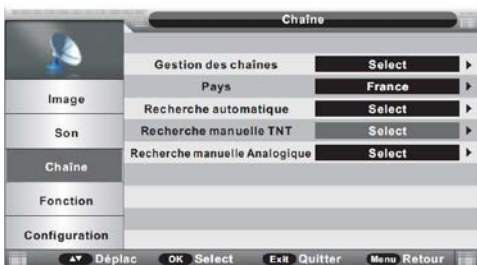 Chaîne
Gestion des chaînes Select
Pays France
Recherche automatique Select
Recherche manuelle TNT Select
Recherche manuelle Analogique Select
Image
Son
Chaîne
Fonction
Configuration
Déplac OK Select Exit Quitter Menu Retour